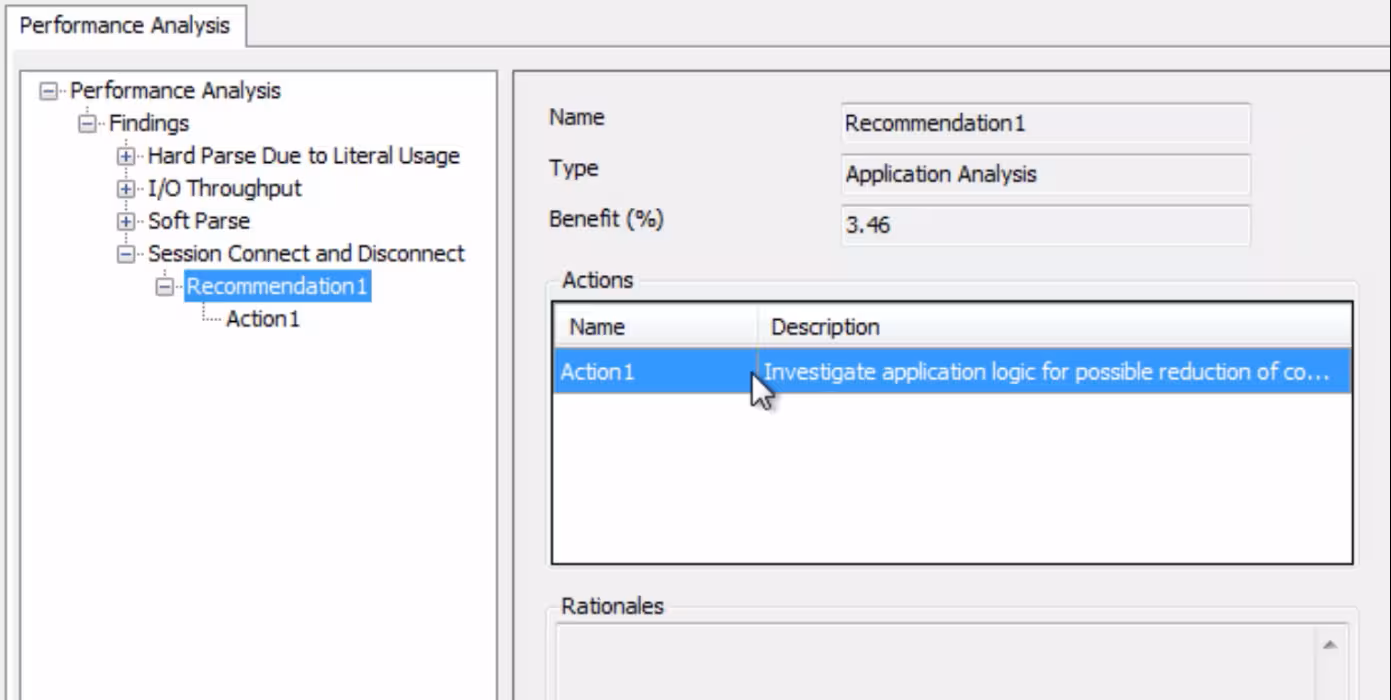 Performance Analysis
Performance Analysis
Findings
Hard Parse Due to Literal Usage
I/O Throughput
Soft Parse
Session Connect and Disconnect
Recommendation1
Action1
Name Recommendation1
Type Application Analysis
Benefit (%) 3.46
Actions
Name Description
Action1 Investigate application logic for possible reduction of co...
Rationales